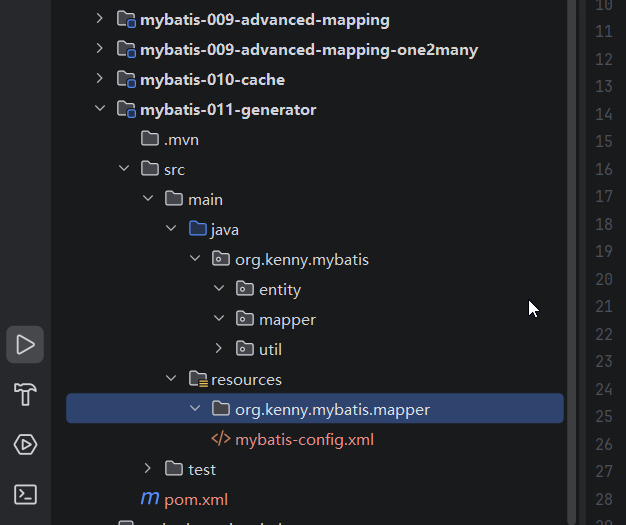 mybatis-009-advanced-mapping
mybatis-009-advanced-mapping-one2many
mybatis-010-cache
mybatis-011-generator
.mvn
src
main
java
org.kenny.mybatis
entity
mapper
util
resources
org.kenny.mybatis.mapper
mybatis-config.xml
test
pom.xml
10
11
12
13
14
15
16
17
18
19
20
21
22
23
24
25
26
27
28